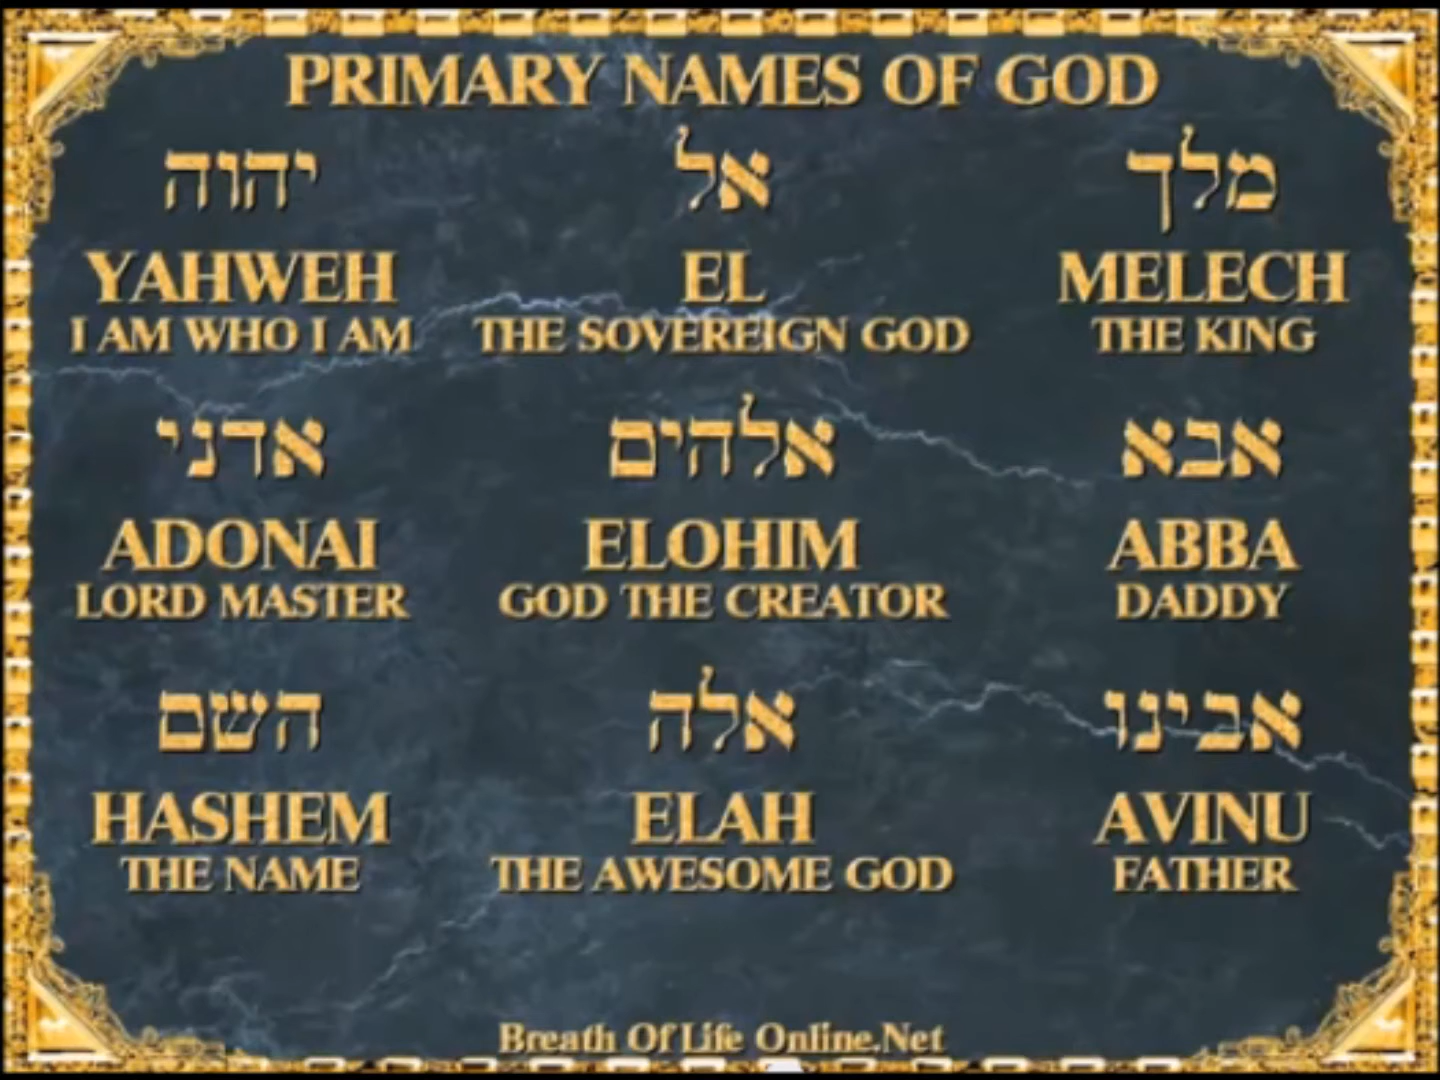 PRIMARY NAMES OF GOD
יהוה אל מלך
YAHWEH EL MELECH
I AM WHO I AM THE SOVEREIGN GOD THE KING
אדני אלהים אבא
ADONAI ELOHIM ABBA
LORD MASTER GOD THE CREATOR DADDY
השם אלה אבינו
HASHEM ELAH AVINU
THE NAME THE AWESOME GOD FATHER
Breath Of Life Online.Net